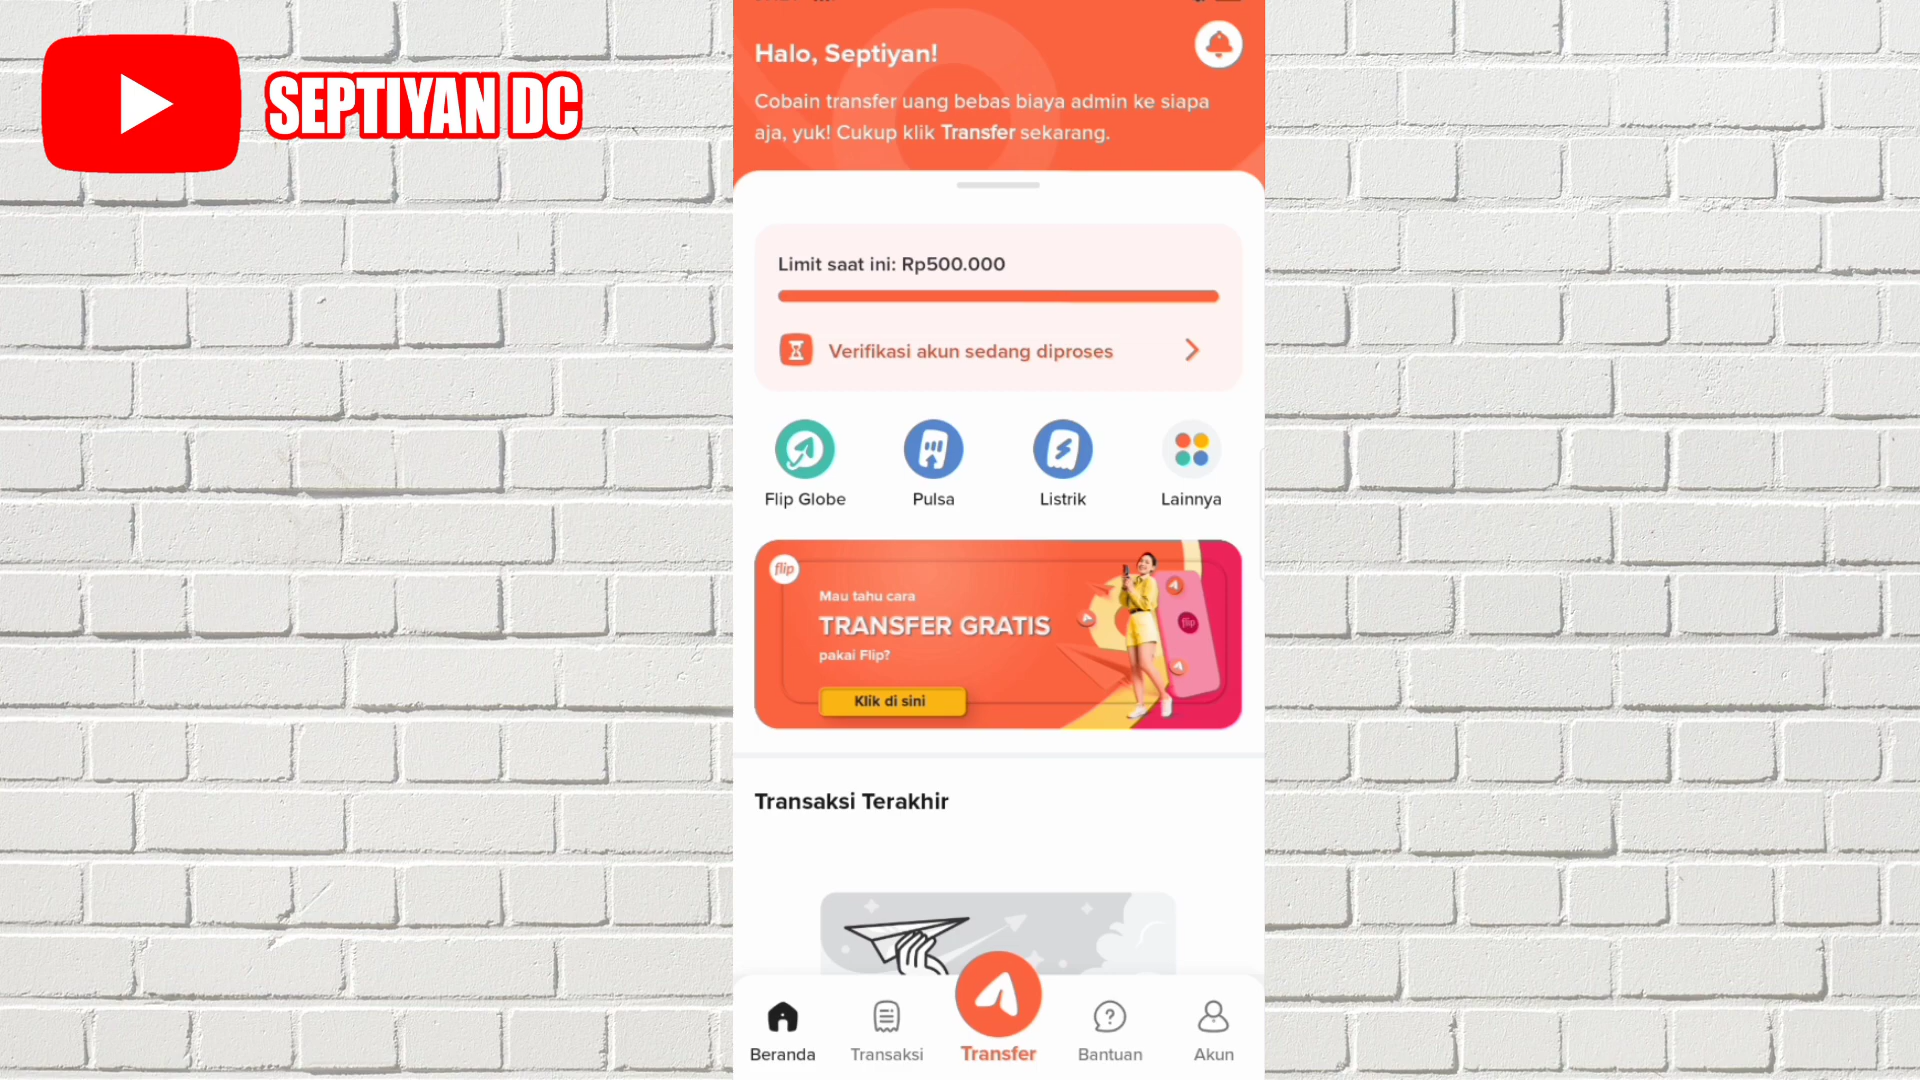 SEPTIYAN DC
Halo, Septiyan!
Cobain transfer uang bebas biaya admin ke siapa
aja, yuk! Cukup klik Transfer sekarang.
Limit saat ini: Rp500.000
Verifikasi akun sedang diproses
Flip Globe
Pulsa
Listrik
Lainnya
flip
Mau tahu cara
TRANSFER GRATIS
pakai Flip?
Klik di sini
flip
Transaksi Terakhir
Beranda
Transaksi
Transfer
Bantuan
Akun